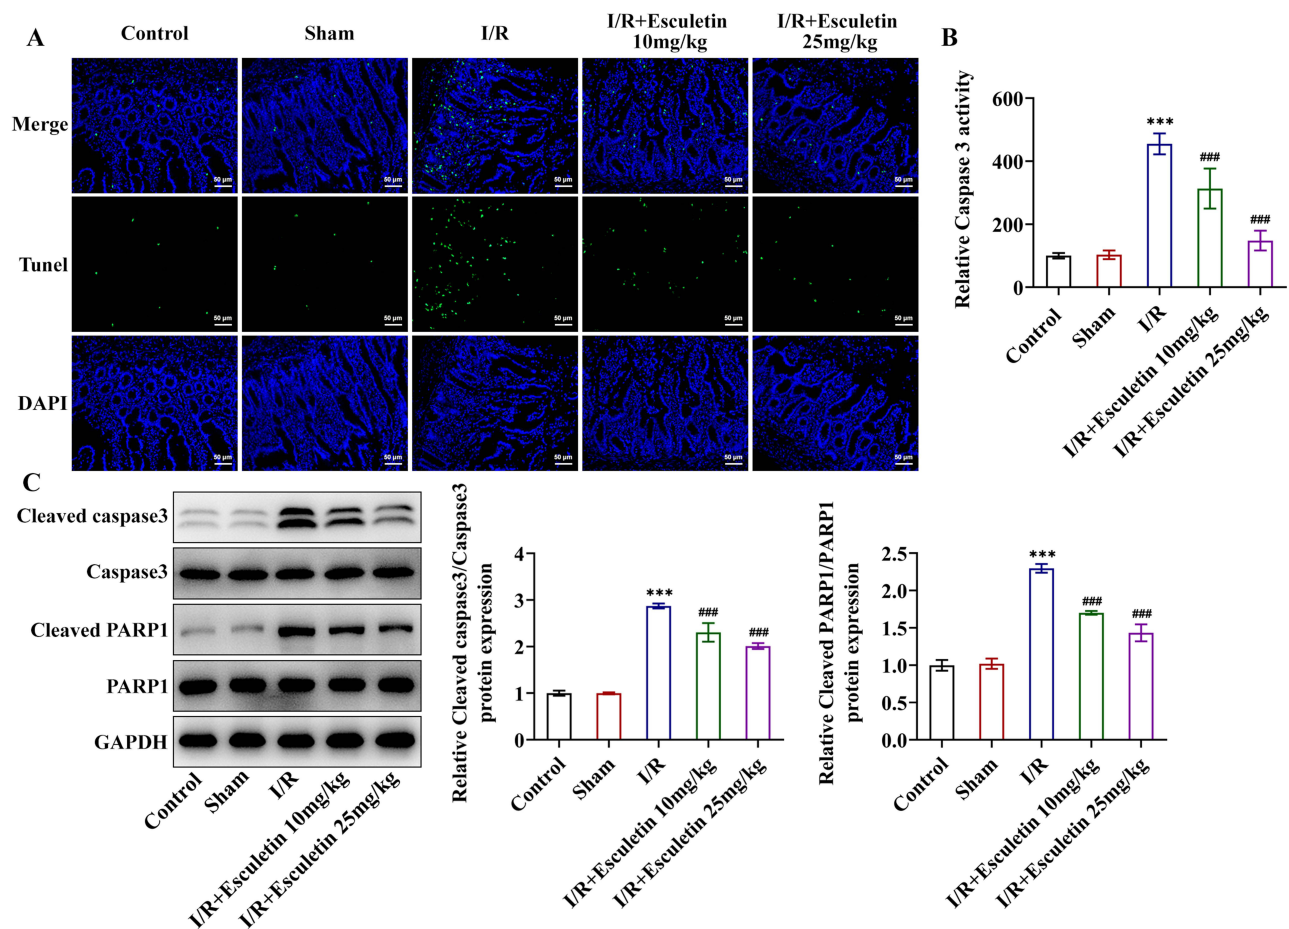 A
Control
Sham
I/R
I/R+Esculetin
10mg/kg
I/R+Esculetin
25mg/kg
Merge
50 μm
50 μm
50 μm
50 μm
50 μm
Tunel
50 μm
50 μm
50 μm
50 μm
50 μm
DAPI
50 μm
50 μm
50 μm
50 μm
50 μm
B
Relative Caspase 3 activity
600
400
200
0
***
###
###
Control
Sham
I/R
I/R+Esculetin 10mg/kg
I/R+Esculetin 25mg/kg
C
Cleaved caspase3
Caspase3
Cleaved PARP1
PARP1
GAPDH
Control
Sham
I/R
I/R+Esculetin 10mg/kg
I/R+Esculetin 25mg/kg
Relative Cleaved caspase3/Caspase3
protein expression
4
3
2
1
0
***
###
###
Control
Sham
I/R
I/R+Esculetin 10mg/kg
I/R+Esculetin 25mg/kg
Relative Cleaved PARP1/PARP1
protein expression
2.5
2.0
1.5
1.0
0.5
0.0
***
###
###
Control
Sham
I/R
I/R+Esculetin 10mg/kg
I/R+Esculetin 25mg/kg